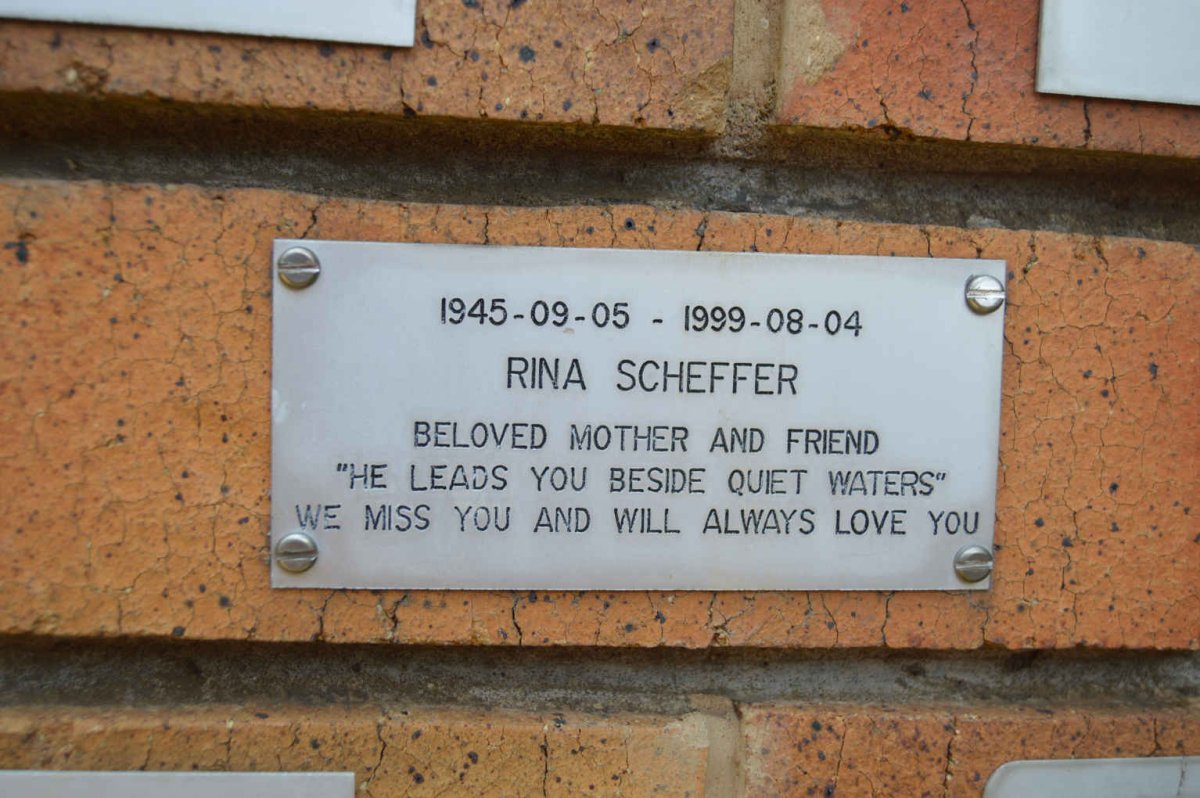 1945-09-05 - 1999-08-04
RINA SCHEFFER
BELOVED MOTHER AND FRIEND
"HE LEADS YOU BESIDE QUIET WATERS"
WE MISS YOU AND WILL ALWAYS LOVE YOU